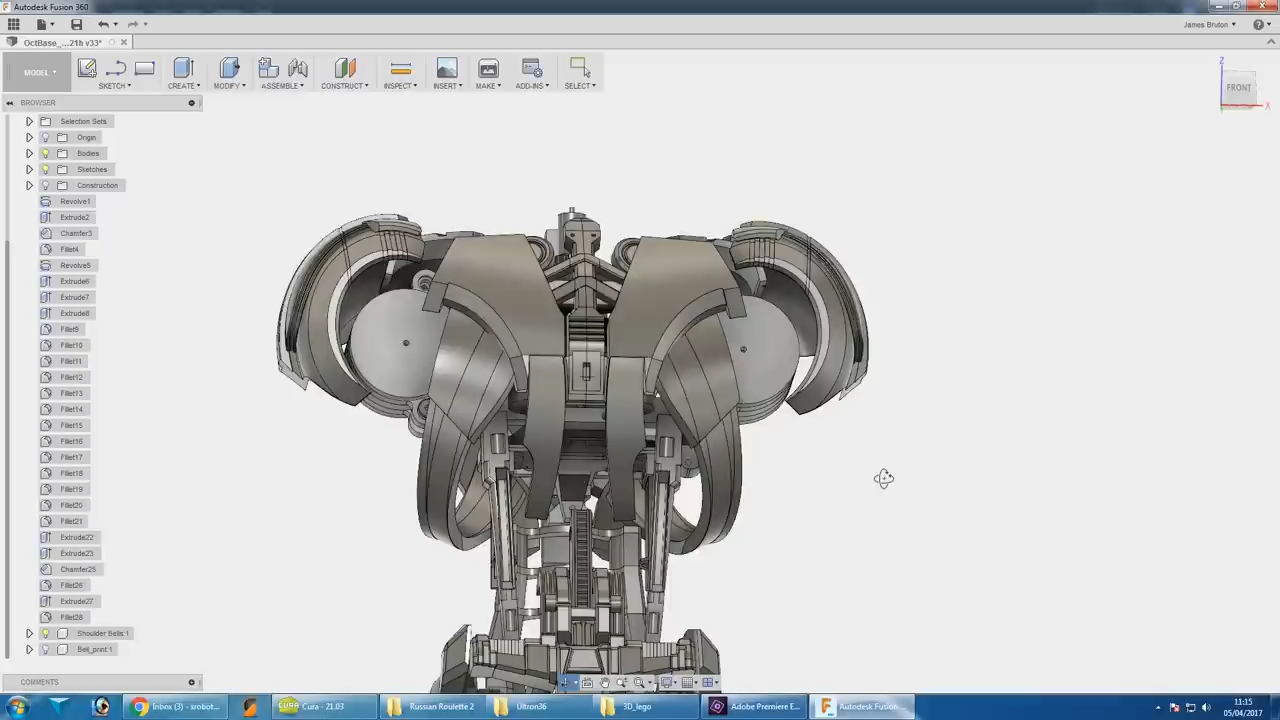 Autodesk Fusion 360
James Bruton
OctBase_...21h v33*
MODEL
SKETCH
CREATE
MODIFY
ASSEMBLE
CONSTRUCT
INSPECT
INSERT
MAKE
ADD-INS
SELECT
Z
FRONT
X
BROWSER
Selection Sets
Origin
Bodies
Sketches
Construction
Revolve1
Extrude2
Chamfer3
Fillet4
Revolve5
Extrude6
Extrude7
Extrude8
Fillet9
Fillet10
Fillet11
Fillet12
Fillet13
Fillet14
Fillet15
Fillet16
Fillet17
Fillet18
Fillet19
Fillet20
Fillet21
Extrude22
Extrude23
Chamfer25
Fillet26
Extrude27
Fillet28
Shoulder Bells:1
Bell_print:1
COMMENTS
Inbox (3) - xrobot...
Cura - 21.03
Russian Roulette 2
Ultron36
3D_lego
Adobe Premiere E...
Autodesk Fusion ...
11:15
05/04/2017